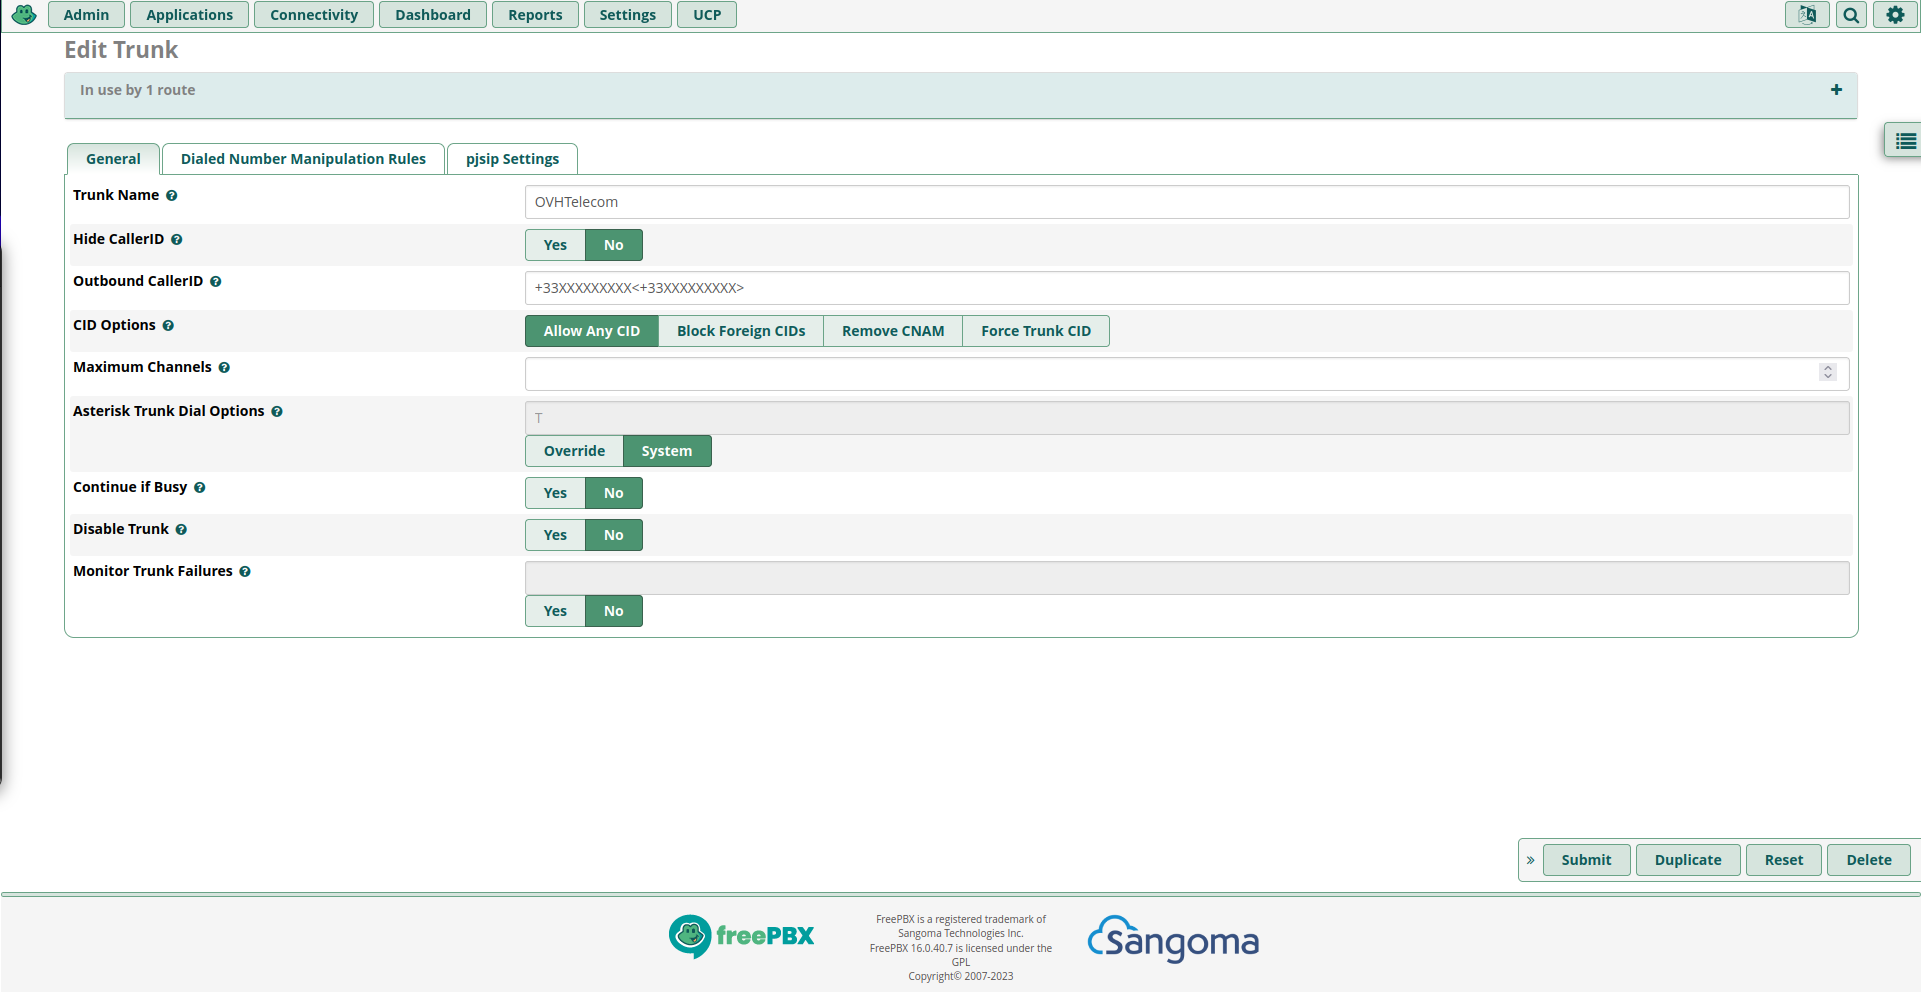 Admin Applications Connectivity Dashboard Reports Settings UCP
Edit Trunk
In use by 1 route
General Dialed Number Manipulation Rules pjsip Settings
Trunk Name
OVHTelecom
Hide CallerID
Yes No
Outbound CallerID
+33XXXXXXXXX<+33XXXXXXXXX>
CID Options
Allow Any CID Block Foreign CIDs Remove CNAM Force Trunk CID
Maximum Channels
Asterisk Trunk Dial Options
T
Override System
Continue if Busy
Yes No
Disable Trunk
Yes No
Monitor Trunk Failures
Yes No
» Submit Duplicate Reset Delete
freePBX
FreePBX is a registered trademark of
Sangoma Technologies Inc.
FreePBX 16.0.40.7 is licensed under the
GPL
Copyright© 2007-2023
Sangoma